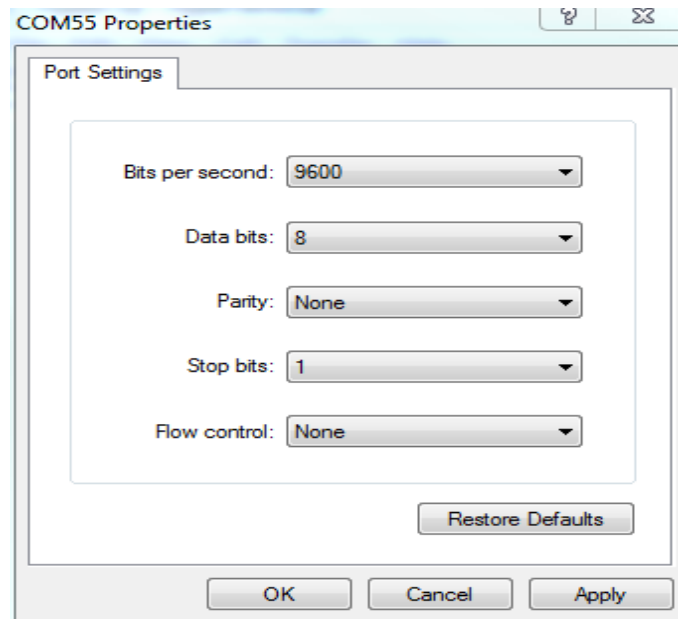 COM55 Properties
?
Port Settings
Bits per second: 9600
Data bits: 8
Parity: None
Stop bits: 1
Flow control: None
Restore Defaults
OK Cancel Apply